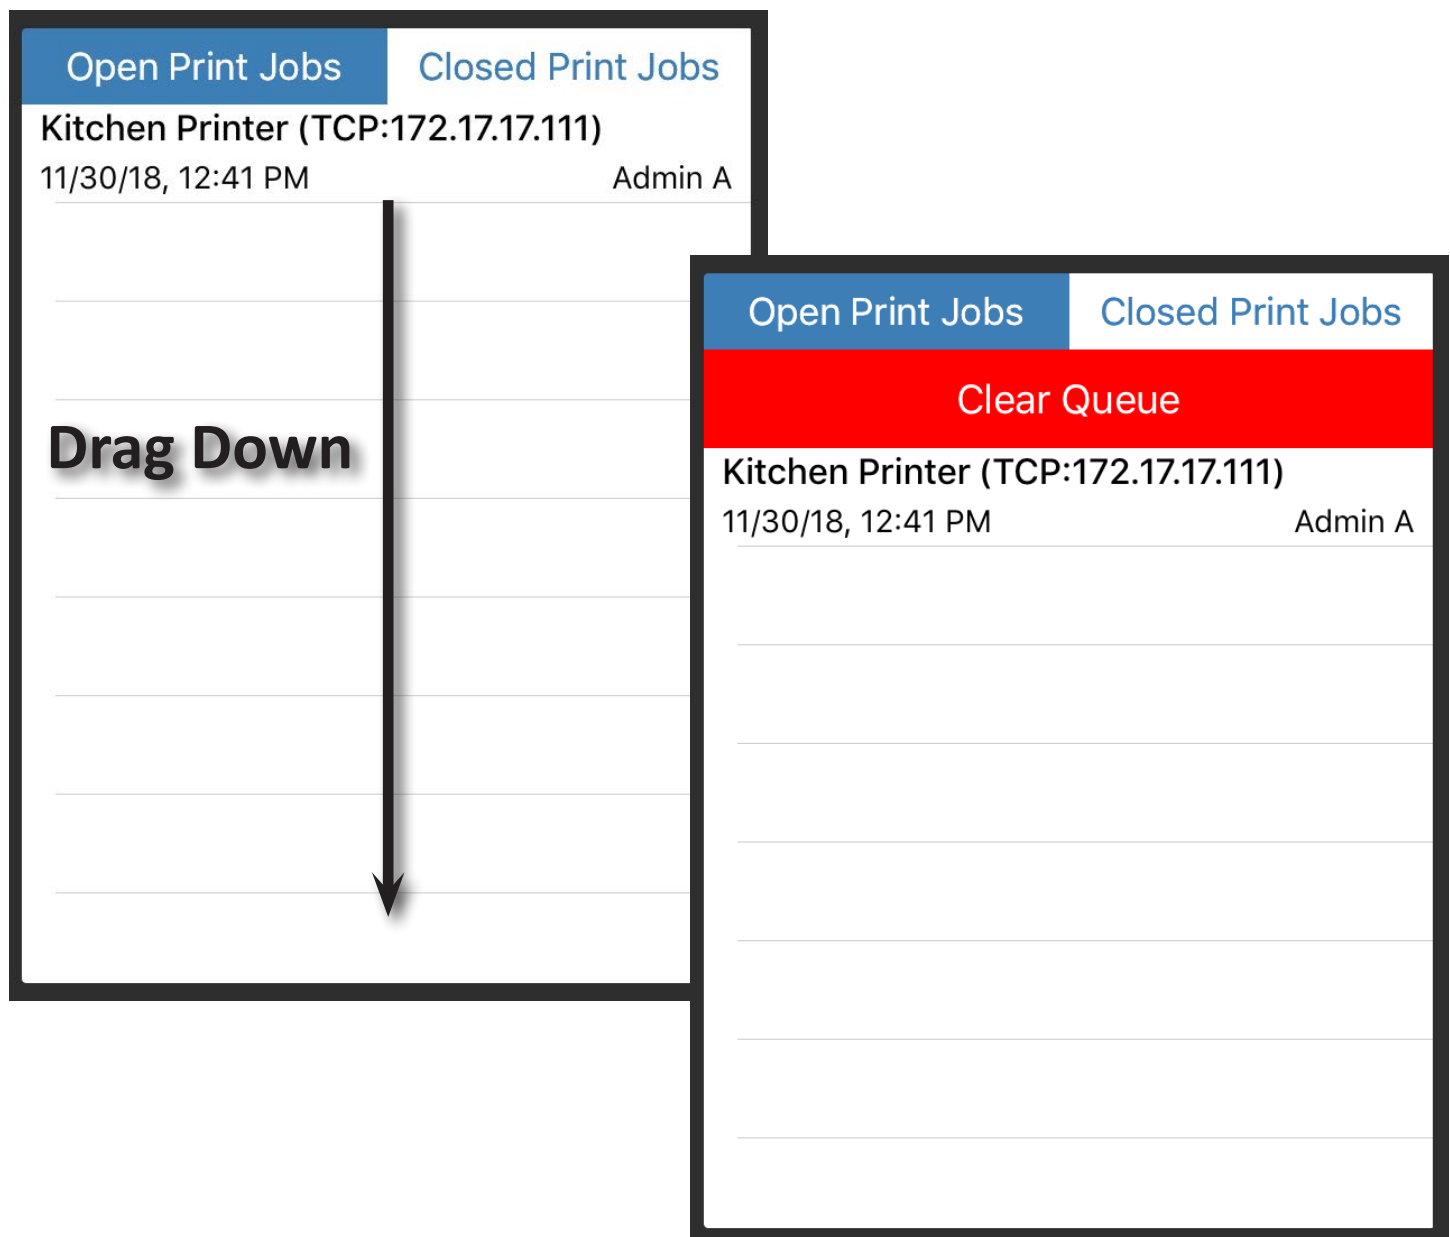 Open Print Jobs Closed Print Jobs
Kitchen Printer (TCP:172.17.17.111)
11/30/18, 12:41 PM Admin A
Drag Down
Open Print Jobs Closed Print Jobs
Clear Queue
Kitchen Printer (TCP:172.17.17.111)
11/30/18, 12:41 PM Admin A